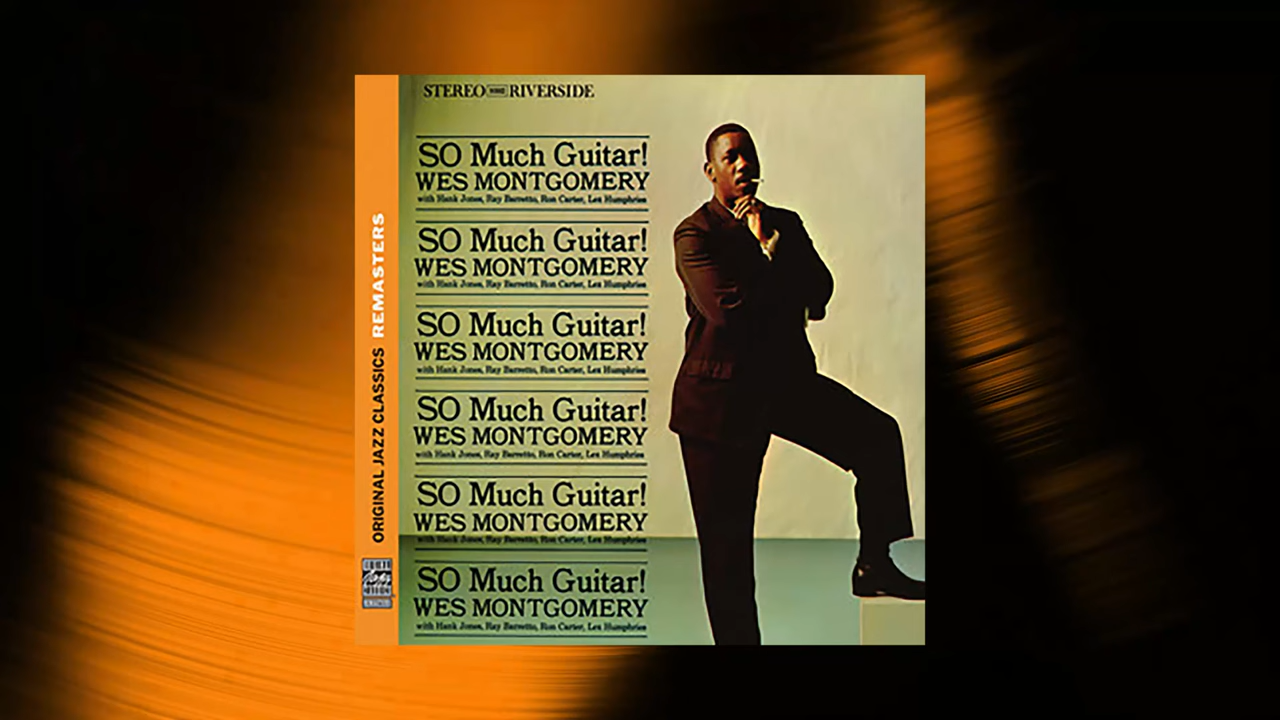 STEREO RIVERSIDE
SO Much Guitar!
WES MONTGOMERY
with Hank Jones, Ray Barretto, Ron Carter, Lex Humphries
SO Much Guitar!
WES MONTGOMERY
with Hank Jones, Ray Barretto, Ron Carter, Lex Humphries
SO Much Guitar!
WES MONTGOMERY
with Hank Jones, Ray Barretto, Ron Carter, Lex Humphries
SO Much Guitar!
WES MONTGOMERY
with Hank Jones, Ray Barretto, Ron Carter, Lex Humphries
SO Much Guitar!
WES MONTGOMERY
with Hank Jones, Ray Barretto, Ron Carter, Lex Humphries
SO Much Guitar!
WES MONTGOMERY
with Hank Jones, Ray Barretto, Ron Carter, Lex Humphries
ORIGINAL JAZZ CLASSICS REMASTERS